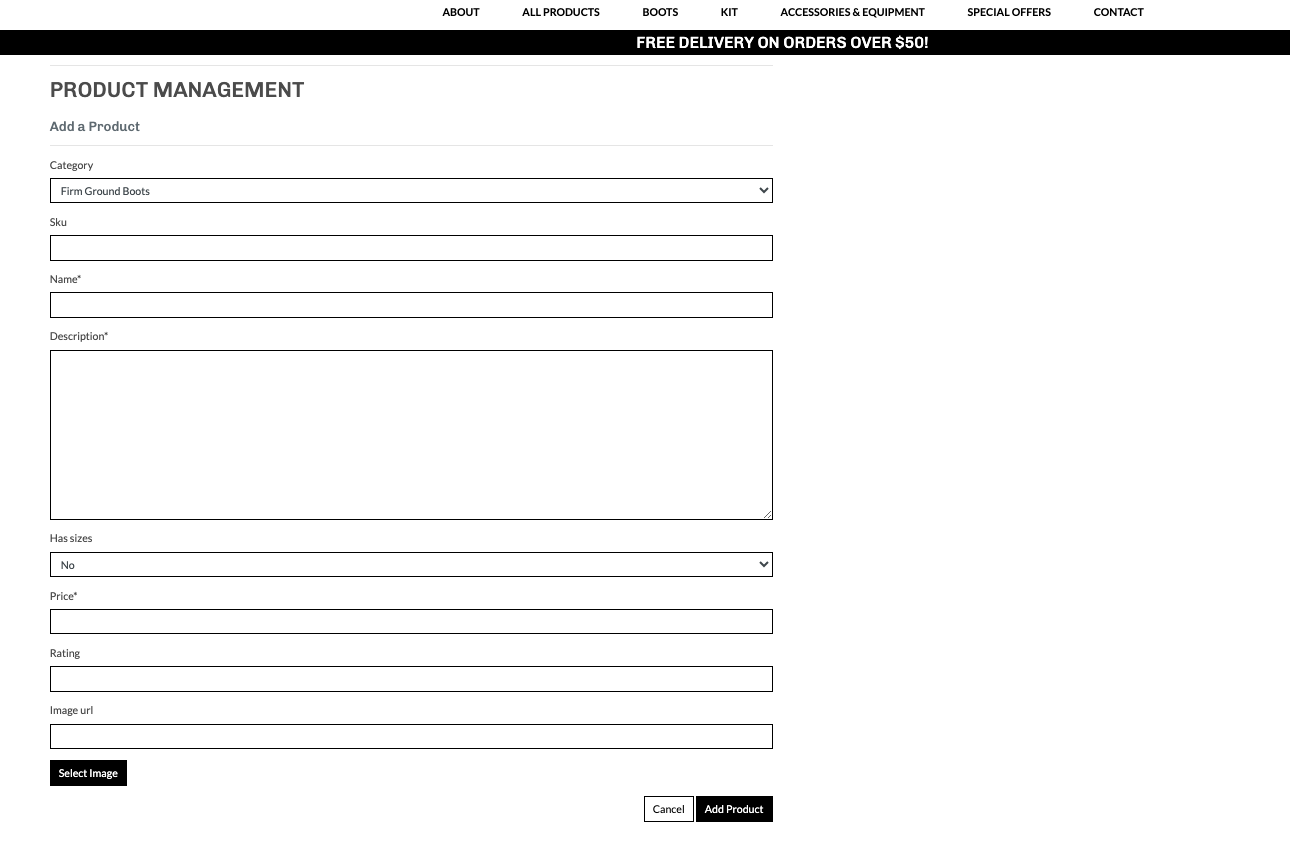 ABOUT ALL PRODUCTS BOOTS KIT ACCESSORIES & EQUIPMENT SPECIAL OFFERS CONTACT
FREE DELIVERY ON ORDERS OVER $50!
PRODUCT MANAGEMENT
Add a Product
Category
Firm Ground Boots
Sku
Name*
Description*
Has sizes
No
Price*
Rating
Image url
Select Image
Cancel Add Product